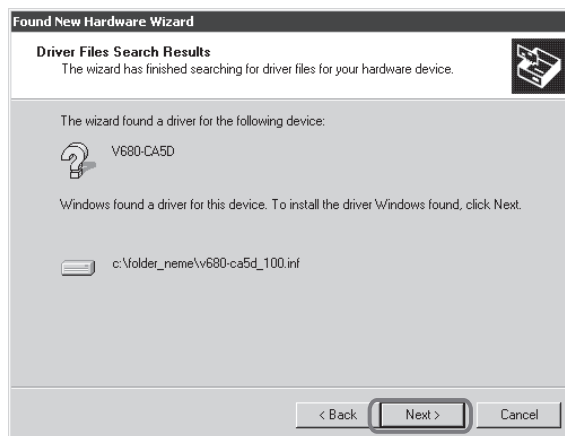 Found New Hardware Wizard
Driver Files Search Results
The wizard has finished searching for driver files for your hardware device.
The wizard found a driver for the following device:
V680-CA5D
Windows found a driver for this device. To install the driver Windows found, click Next.
c:\folder_neme\v680-ca5d_100.inf
< Back
Next >
Cancel